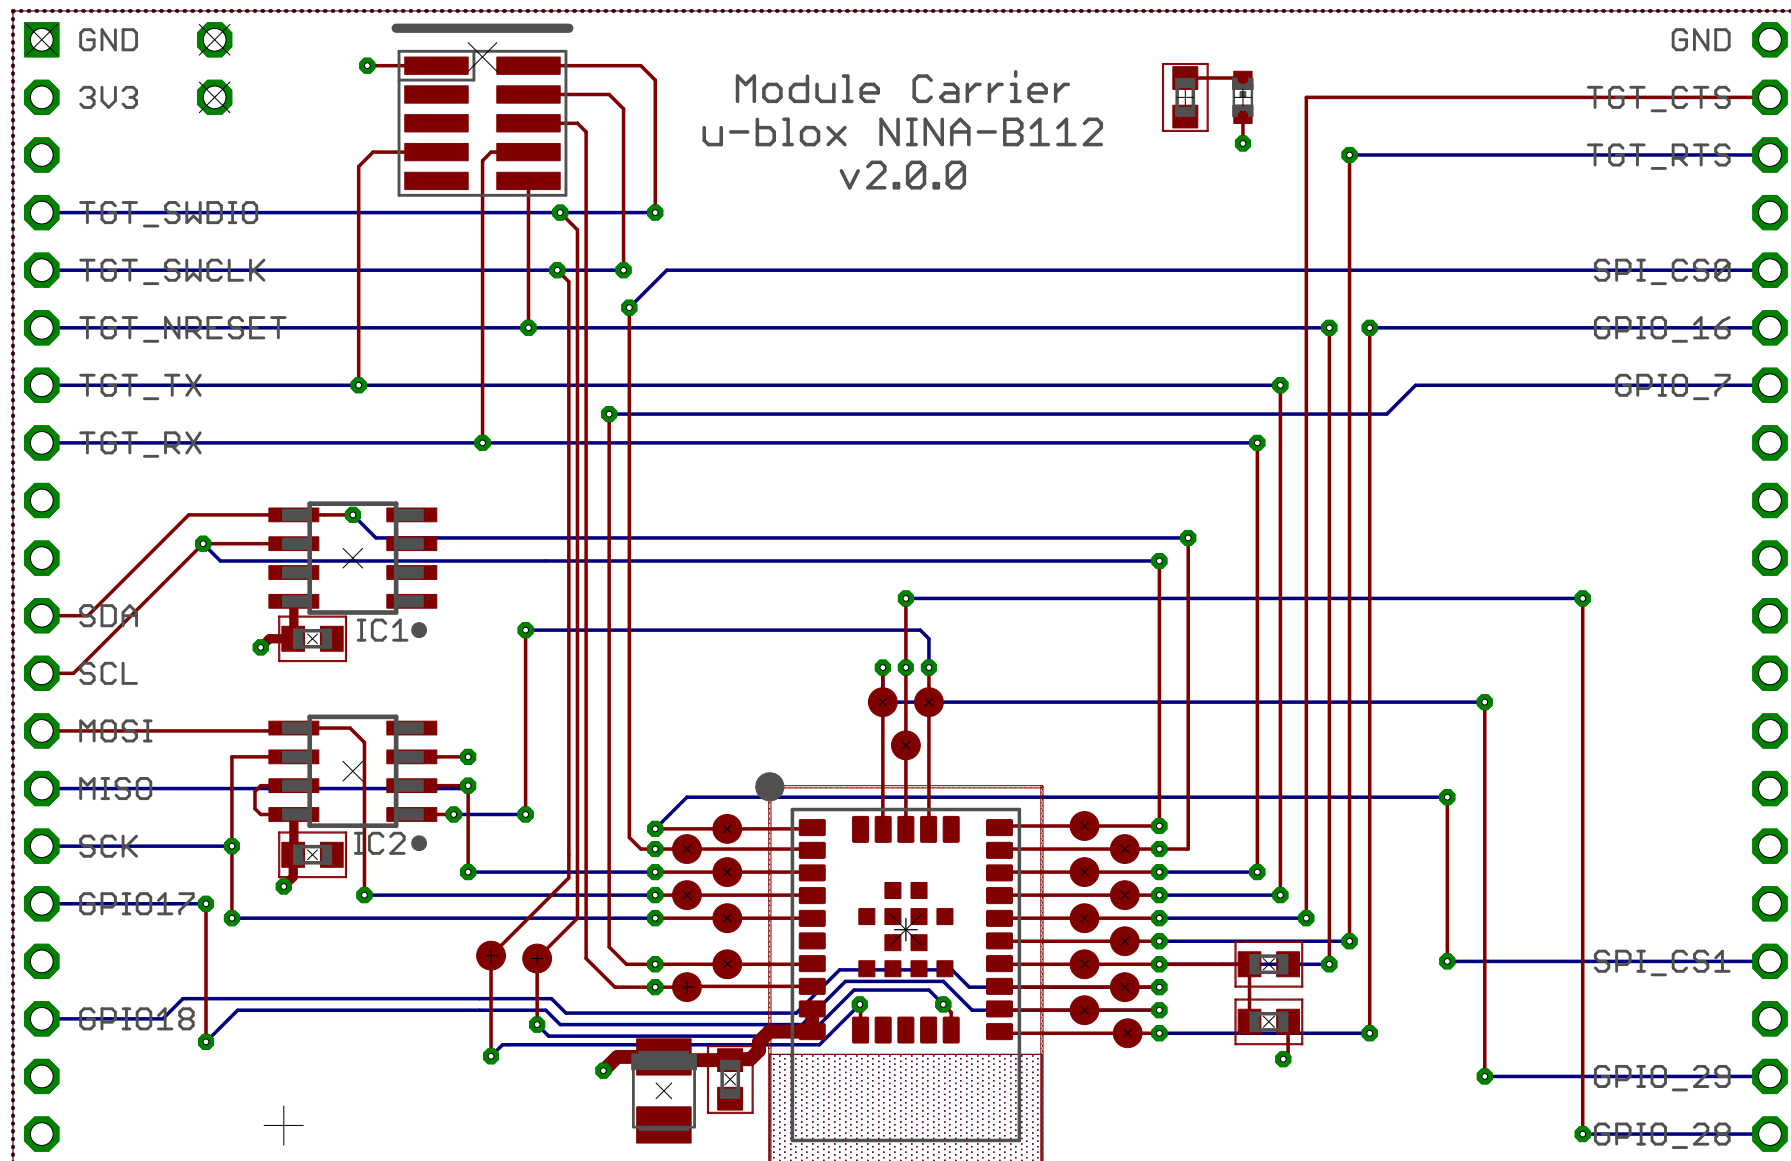 GND
3V3
TGT_SWDIO
TGT_SWCLK
TGT_NRESET
TGT_TX
TGT_RX
SDA
SCL
MOSI
MISO
SCK
GPIO17
GPIO18
Module Carrier
u-blox NINA-B112
v2.0.0
IC1
IC2
GND
TGT_CTS
TGT_RTS
SPI_CS0
GPIO_16
GPIO_7
SPI_CS1
GPIO_29
GPIO_28